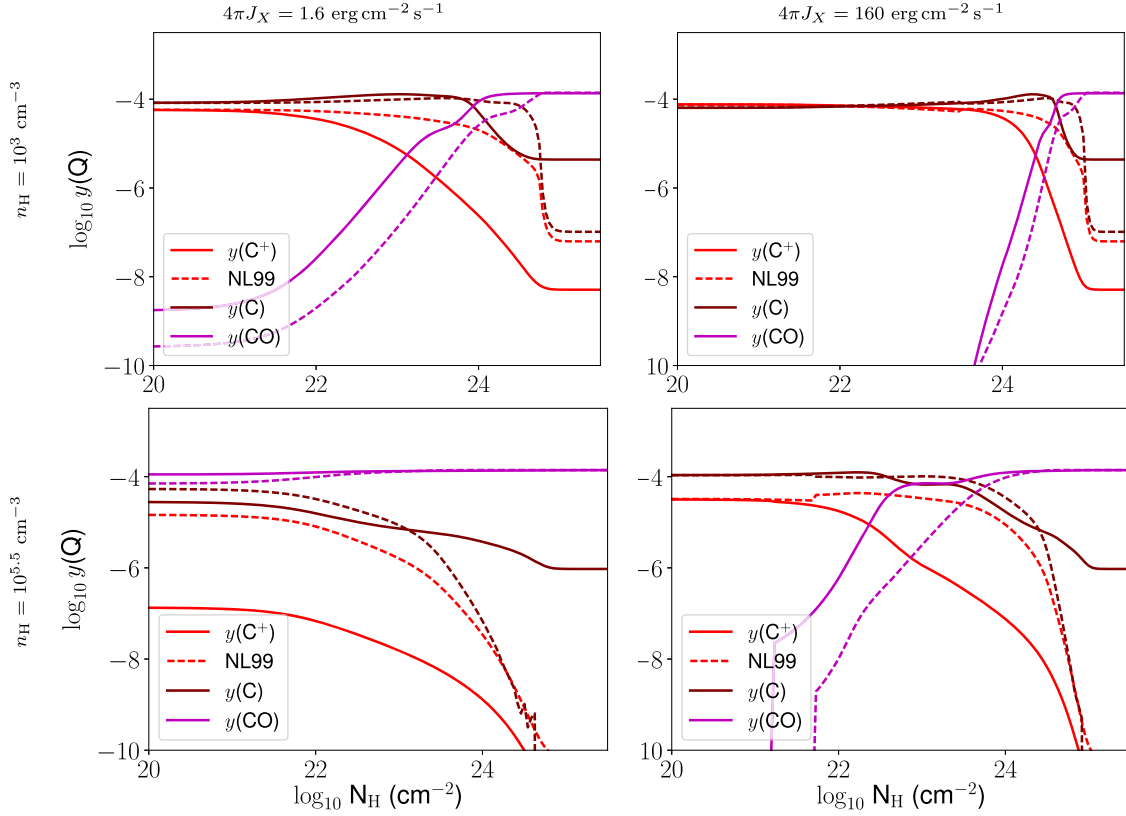 4πJ_X = 1.6 erg cm⁻² s⁻¹
4πJ_X = 160 erg cm⁻² s⁻¹
n_H = 10³ cm⁻³
log₁₀ y(Q)
−4
−6
−8
−10
20
22
24
y(C⁺)
NL99
y(C)
y(CO)
−4
−6
−8
10
20
22
24
y(C⁺)
NL99
y(C)
y(CO)
n_H = 10^5.5 cm⁻³
log₁₀ y(Q)
−4
−6
−8
−10
20
22
24
y(C⁺)
NL99
y(C)
y(CO)
log₁₀ N_H (cm⁻²)
−4
−6
−8
10
20
22
24
y(C⁺)
NL99
y(C)
y(CO)
log₁₀ N_H (cm⁻²)